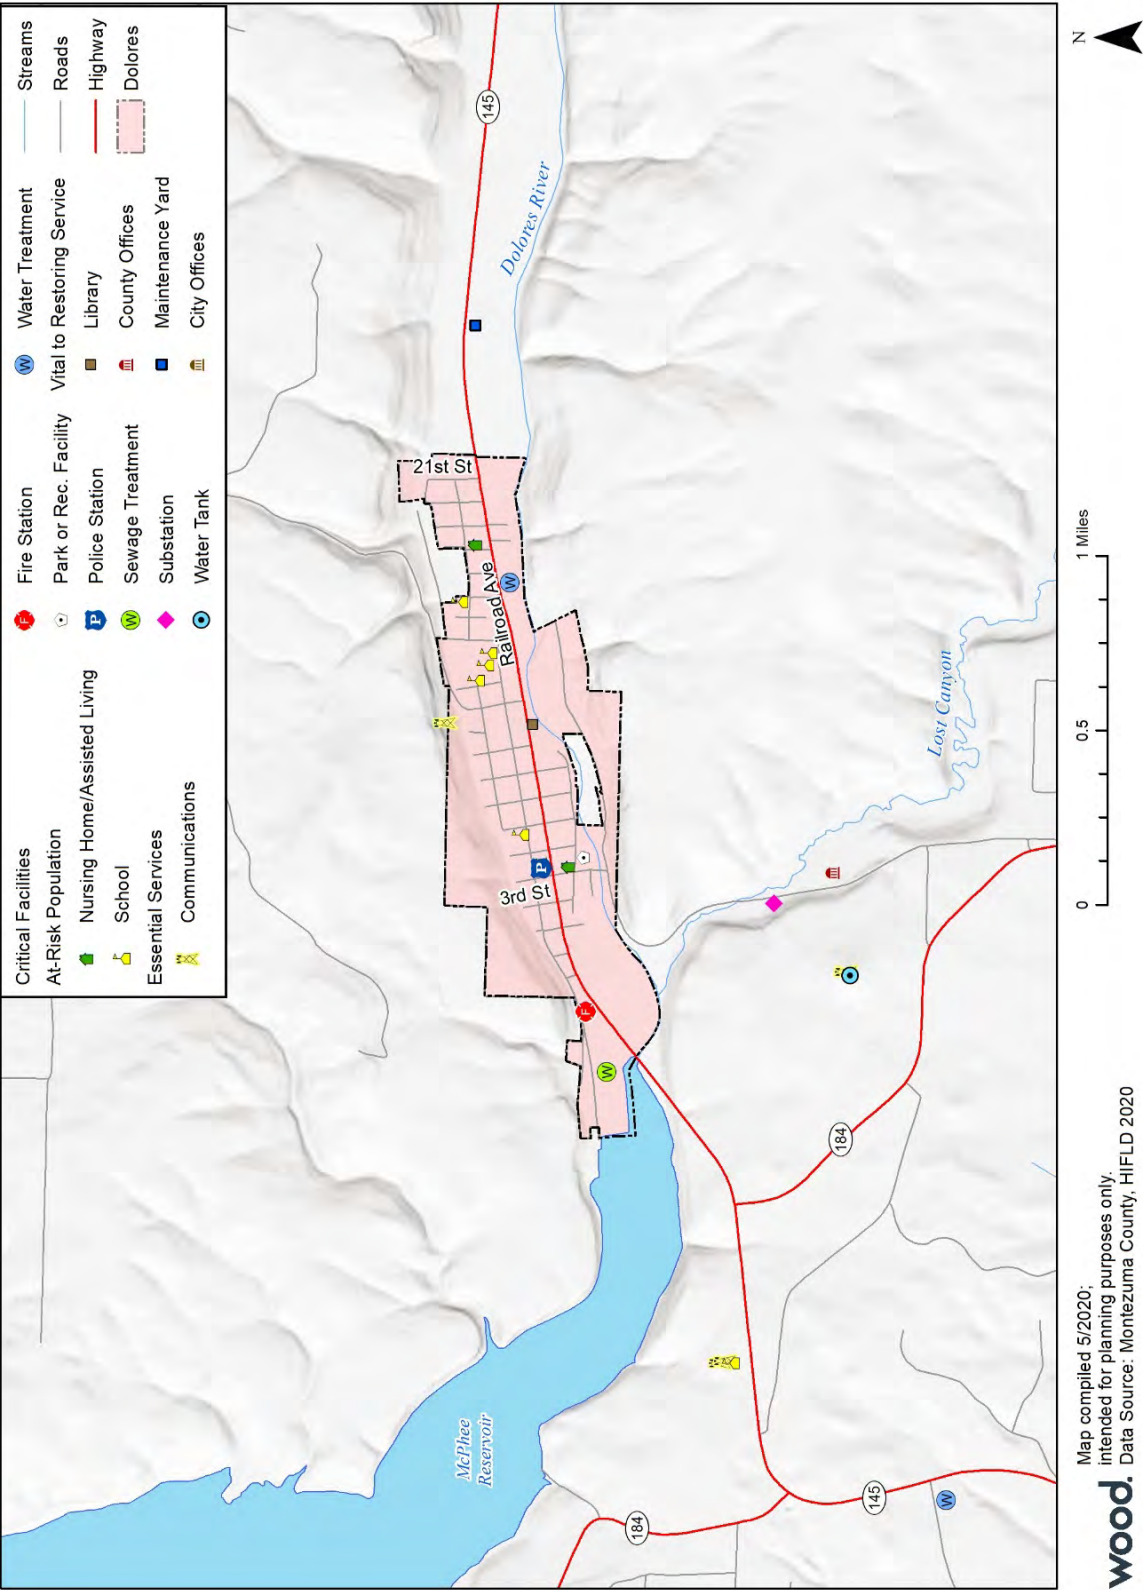 Critical Facilities
At-Risk Population
Nursing Home/Assisted Living
School
Essential Services
Communications
Fire Station
Park or Rec. Facility
Police Station
Sewage Treatment
Substation
Water Tank
Water Treatment
Vital to Restoring Service
Library
County Offices
Maintenance Yard
City Offices
Streams
Roads
Highway
Dolores
F
P
W
W
McPhee
Reservoir
184
145
W
184
W
F
3rd St
P
Railroad Ave
W
21st St
145
Dolores River
Lost Canyon
wood.
Map compiled 5/2020;
intended for planning purposes only.
Data Source: Montezuma County, HIFLD 2020
0
0.5
1 Miles
N